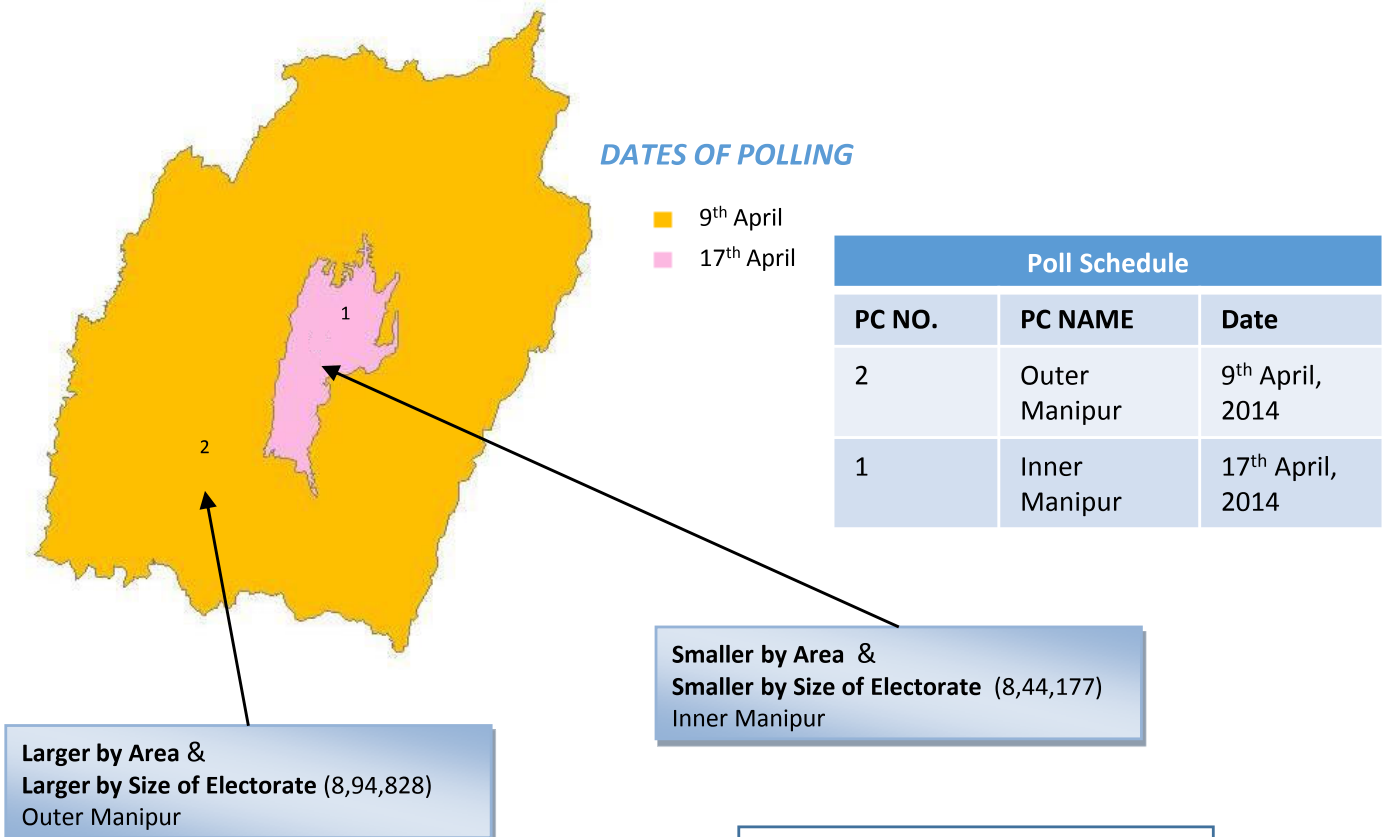 DATES OF POLLING
9th April
17th April
Poll Schedule
PC NO. PC NAME Date
2 Outer Manipur 9th April, 2014
1 Inner Manipur 17th April, 2014
1
2
Smaller by Area &
Smaller by Size of Electorate (8,44,177)
Inner Manipur
Larger by Area &
Larger by Size of Electorate (8,94,828)
Outer Manipur